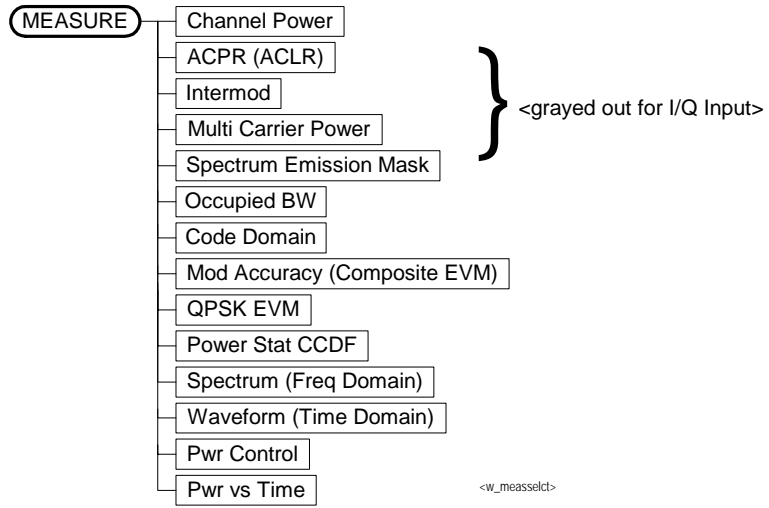 MEASURE
Channel Power
ACPR (ACLR)
Intermod
<grayed out for I/Q Input>
Multi Carrier Power
Spectrum Emission Mask
Occupied BW
Code Domain
Mod Accuracy (Composite EVM)
QPSK EVM
Power Stat CCDF
Spectrum (Freq Domain)
Waveform (Time Domain)
Pwr Control
Pwr vs Time
<w_measselct>